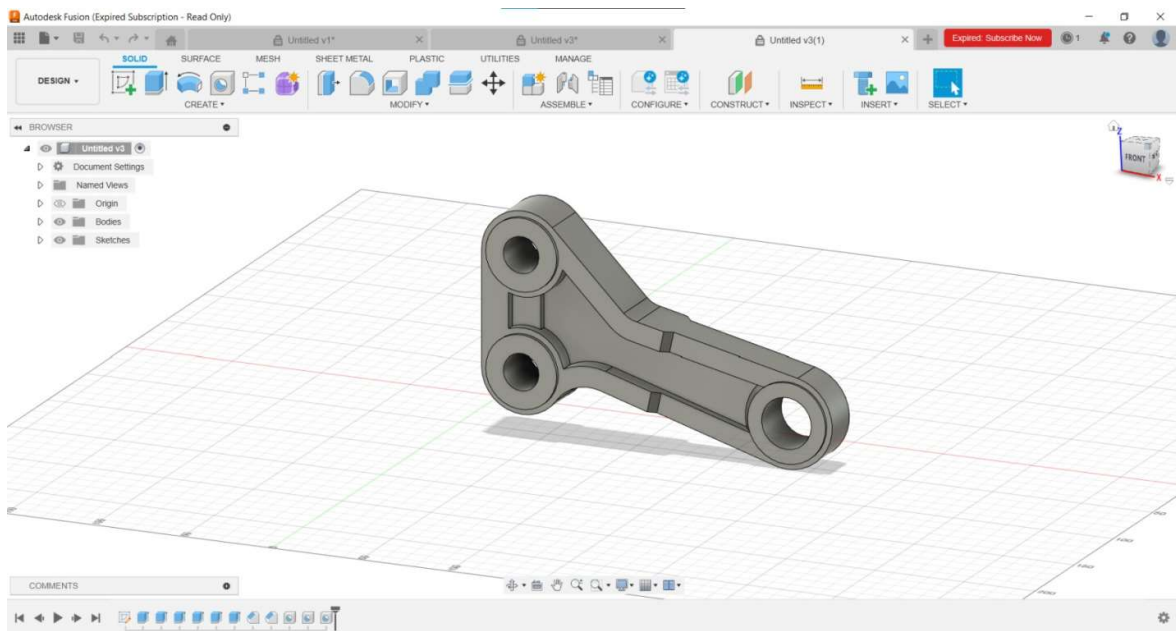 Autodesk Fusion (Expired Subscription - Read Only)
Untitled v1*
Untitled v3*
Untitled v3(1)
Expired: Subscribe Now
1
SOLID SURFACE MESH SHEET METAL PLASTIC UTILITIES MANAGE
DESIGN
CREATE MODIFY ASSEMBLE CONFIGURE CONSTRUCT INSPECT INSERT SELECT
BROWSER
Untitled v3
Document Settings
Named Views
Origin
Bodies
Sketches
Z
FRONT
X
COMMENTS